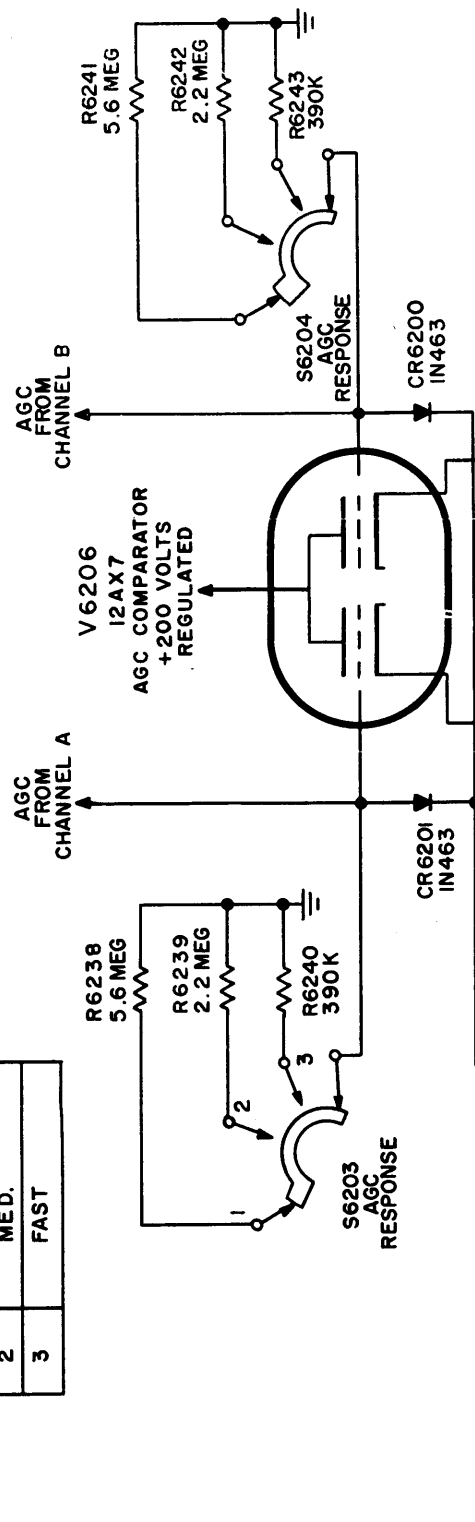 2 MED.
3 FAST
R6238
5.6 MEG
R6239
2.2 MEG
R6240
390K
1
2
3
S6203
AGC
RESPONSE
AGC
FROM
CHANNEL A
CR6201
1N463
V6206
12AX7
AGC COMPARATOR
+200 VOLTS
REGULATED
AGC
FROM
CHANNEL B
CR6200
1N463
S6204
AGC
RESPONSE
R6241
5.6 MEG
R6242
2.2 MEG
R6243
390K